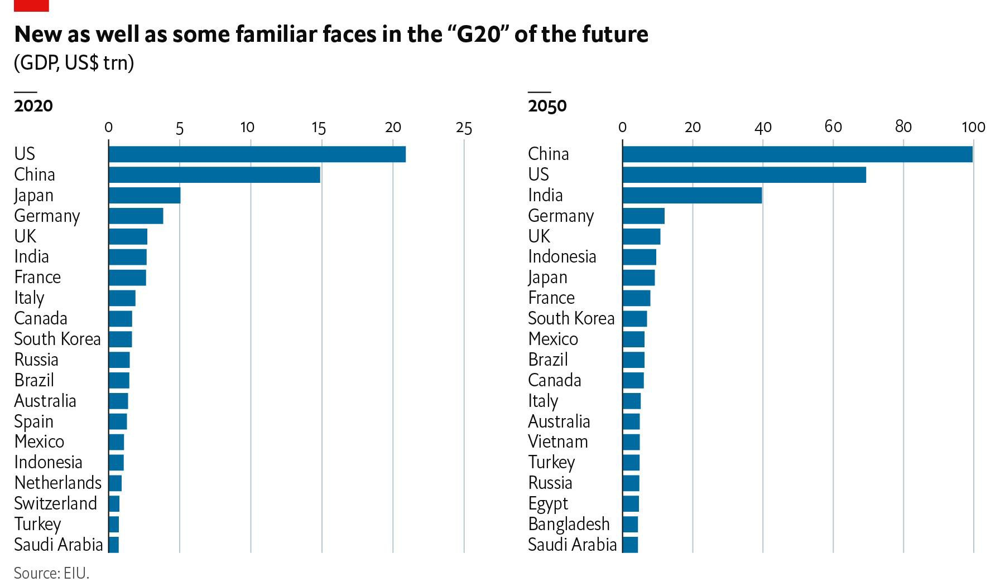 New as well as some familiar faces in the “G20” of the future
(GDP, US$ trn)
2020
0 5 10 15 20 25
US
China
Japan
Germany
UK
India
France
Italy
Canada
South Korea
Russia
Brazil
Australia
Spain
Mexico
Indonesia
Netherlands
Switzerland
Turkey
Saudi Arabia
2050
0 20 40 60 80 100
China
US
India
Germany
UK
Indonesia
Japan
France
South Korea
Mexico
Brazil
Canada
Italy
Australia
Vietnam
Turkey
Russia
Egypt
Bangladesh
Saudi Arabia
Source: EIU.